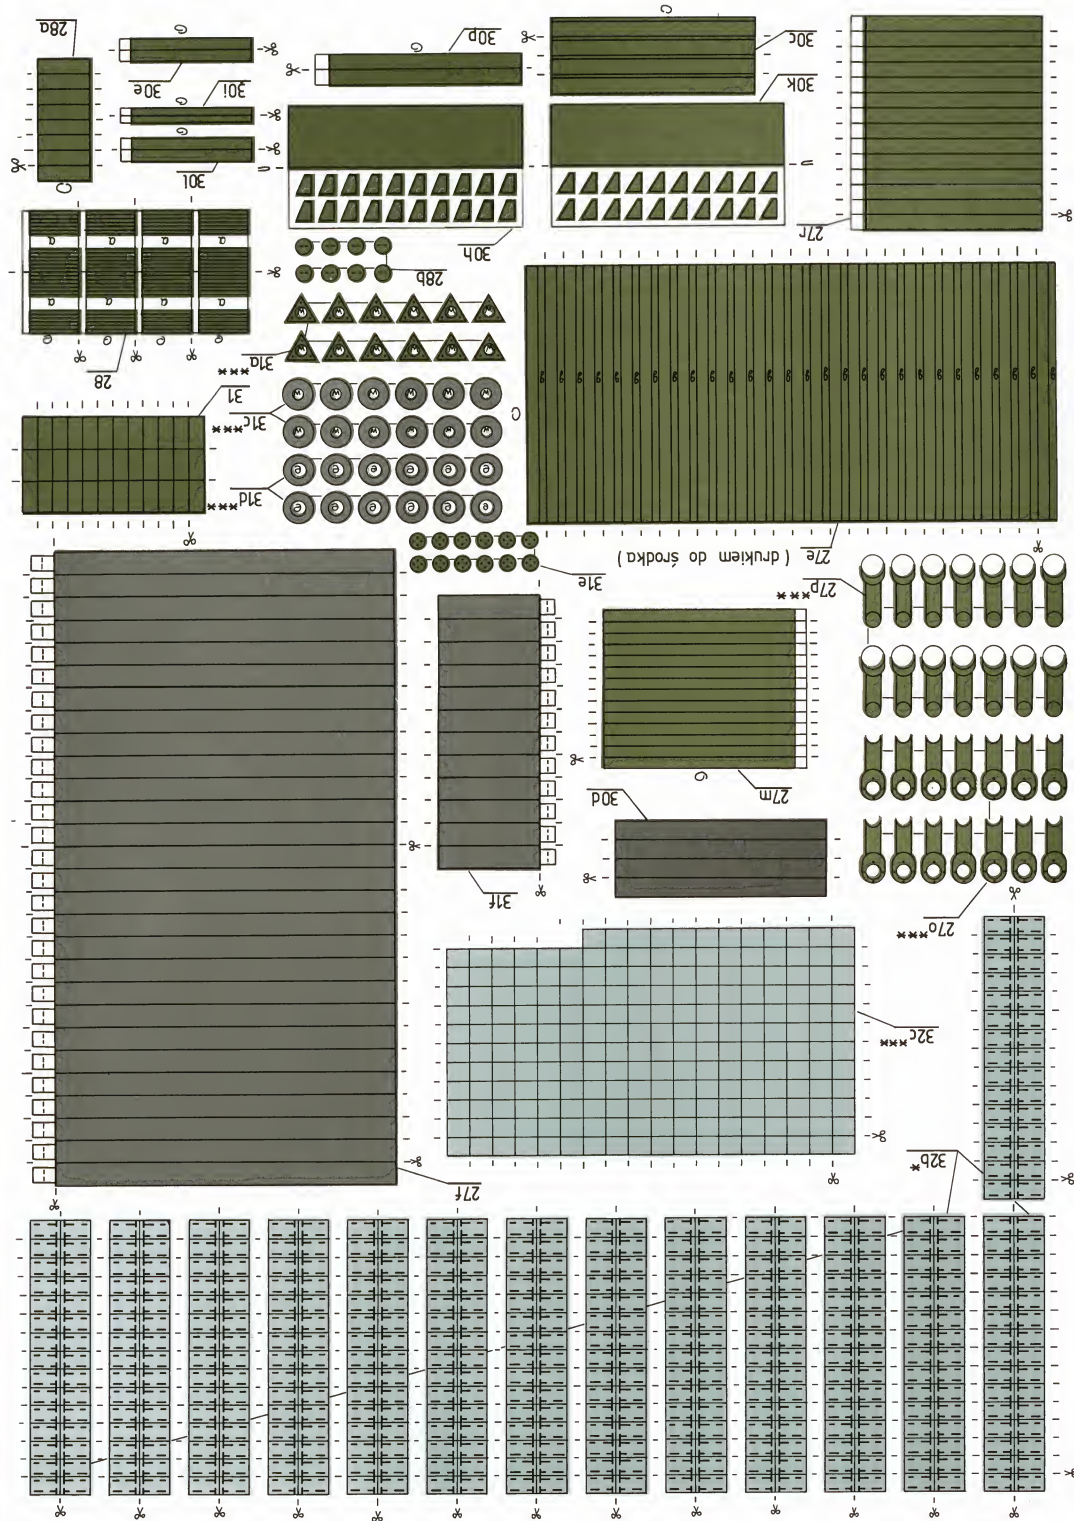 27f
32b*
32c***
27o***
31f
30d
27m
G
27p
***
31e
27e (drukiem do środka)
31d***
31c***
31
***
C
31a
28
e e e e
a a a a
a a a a
28b
30h
27r
n
n
C
30l
G
30i
G
30k
30e
G
30p
G
30c
C
28a